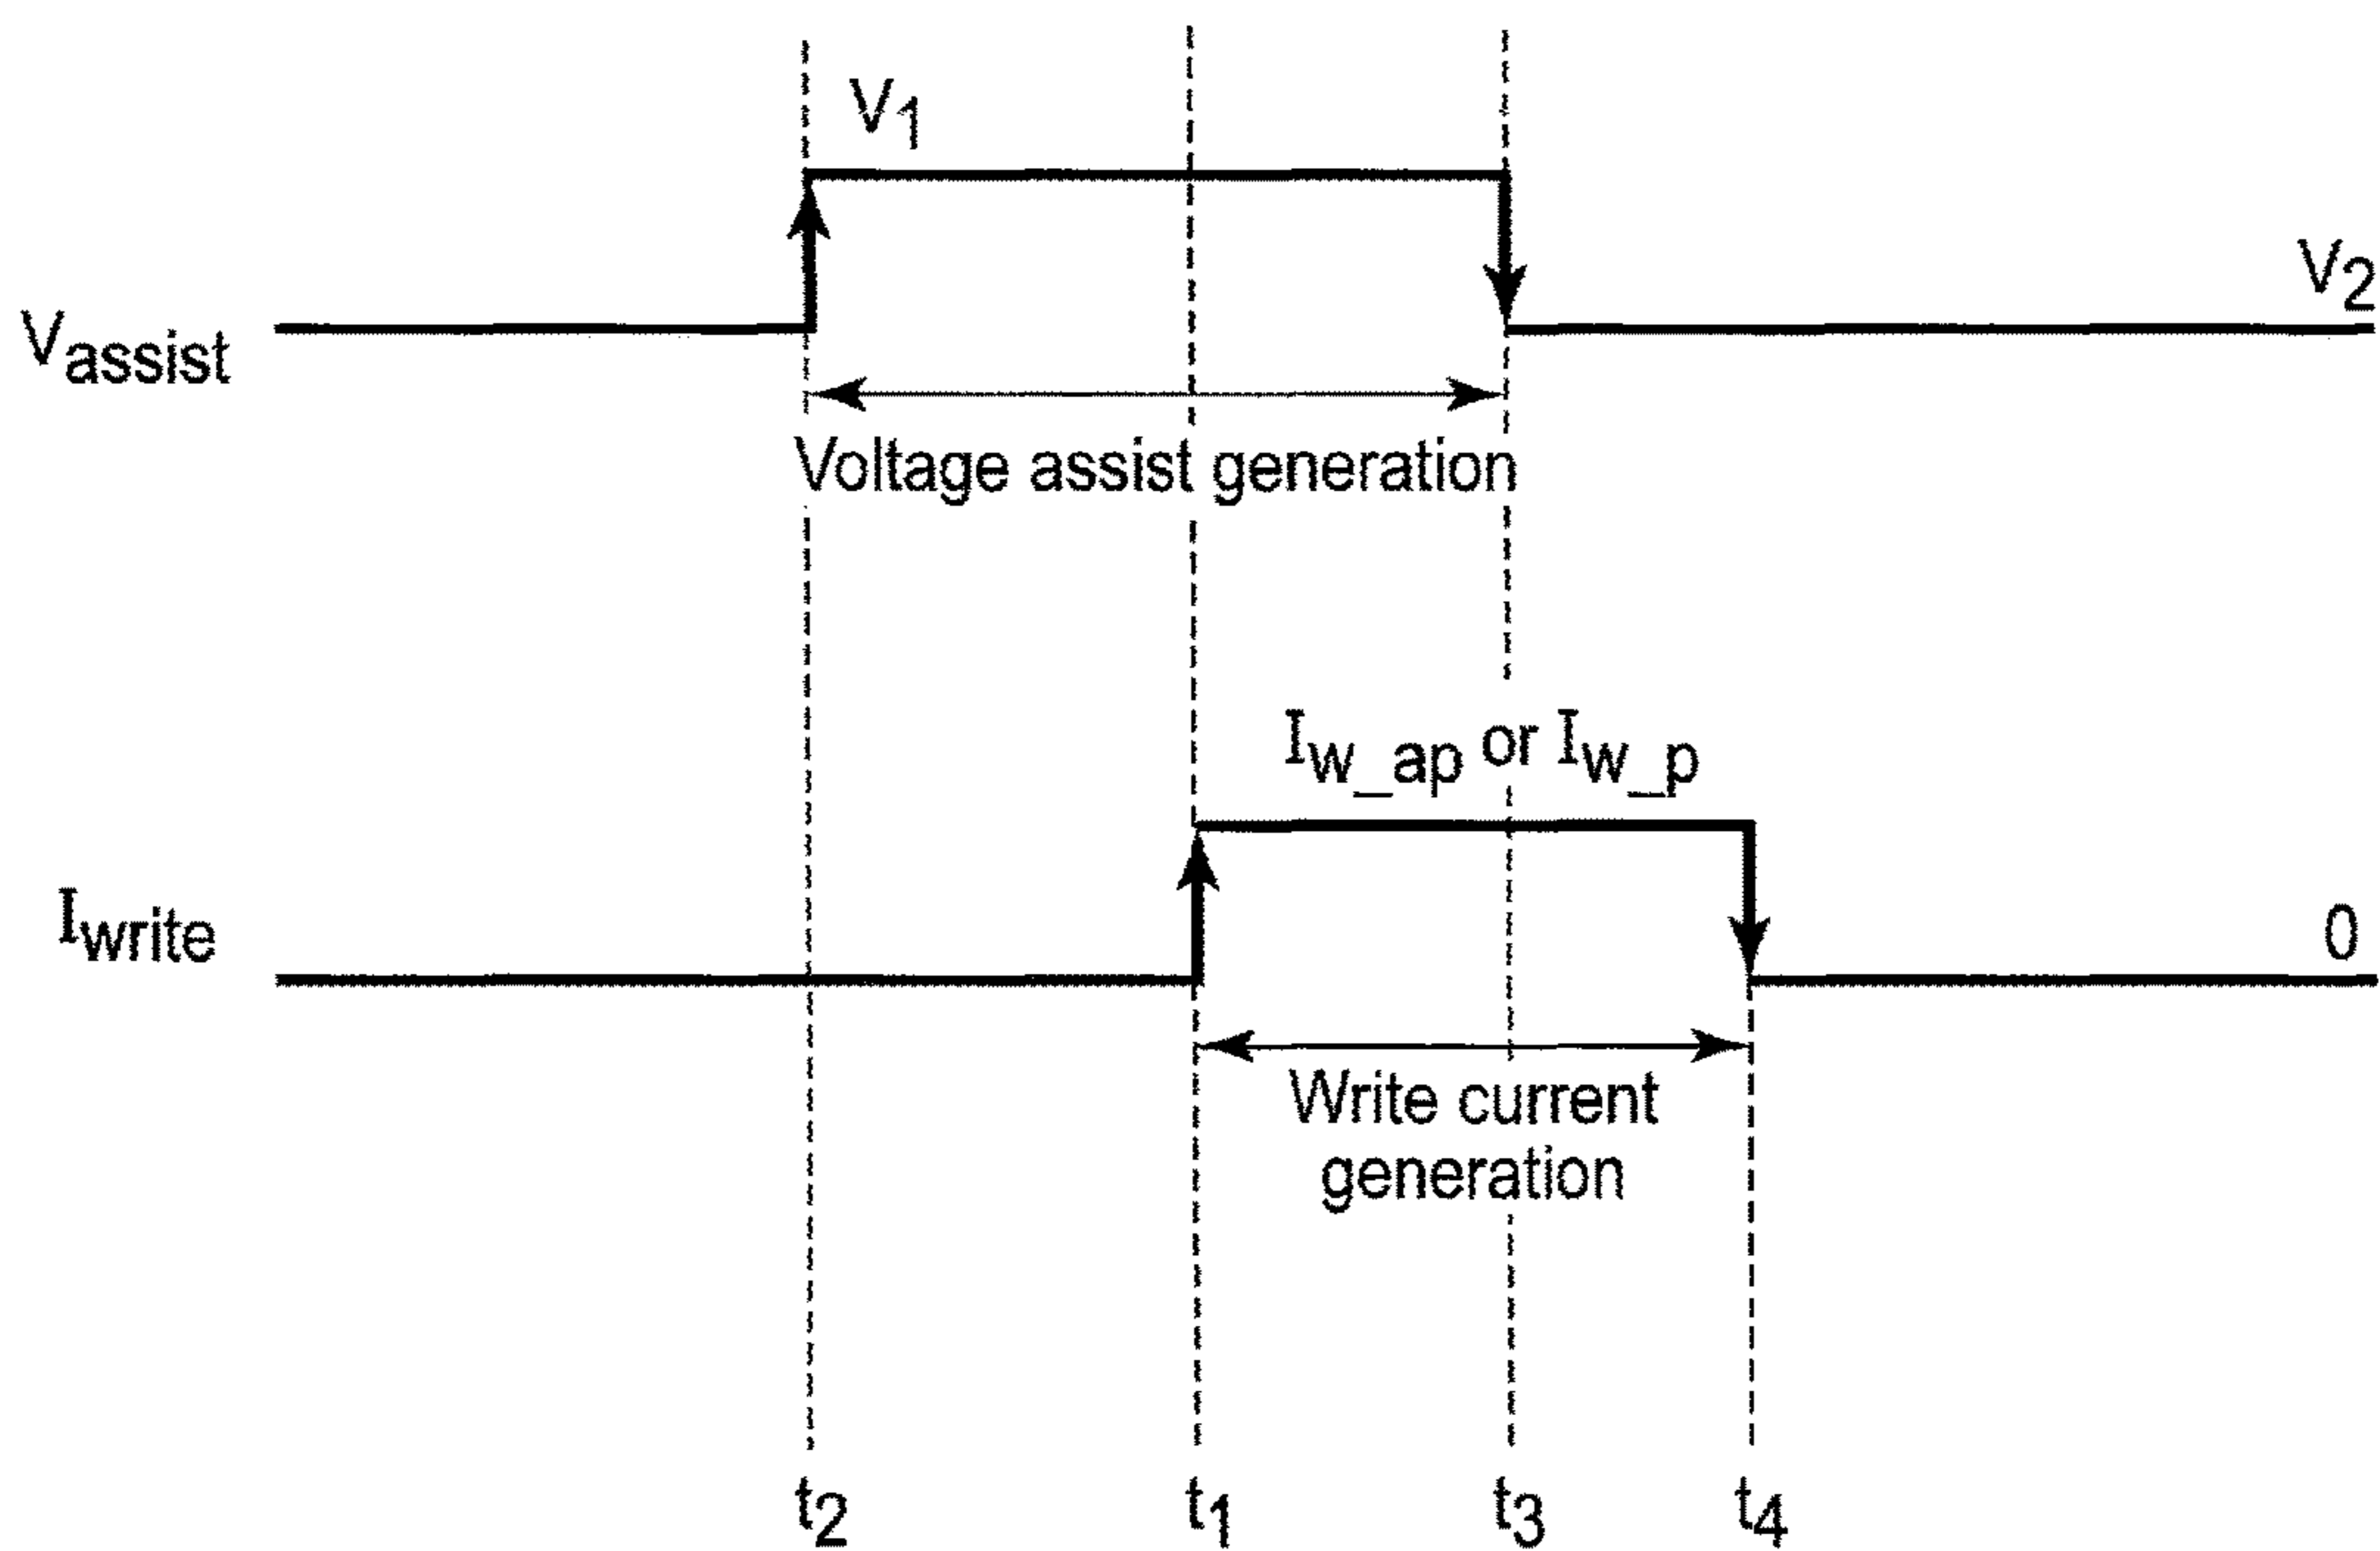 V1
V2
Vassist
Voltage assist generation
Iw_ap or Iw_p
Iwrite
0
Write current
generation
t2 t1 t3 t4